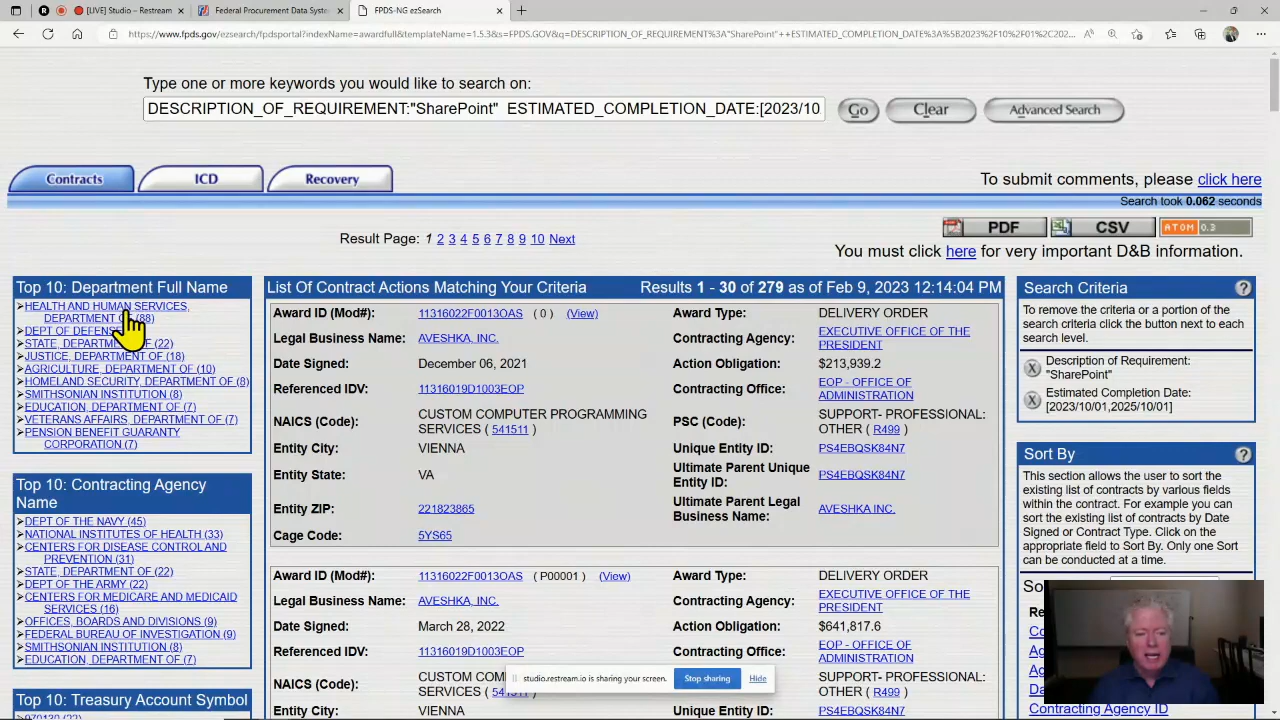 [LIVE] Studio – Restream
Federal Procurement Data Syste
FPDS-NG ezSearch
https://www.fpds.gov/ezsearch/fpdsportal?indexName=awardfull&templateName=1.5.3&s=FPDS.GOV&q=DESCRIPTION_OF_REQUIREMENT%3A"SharePoint"++ESTIMATED_COMPLETION_DATE%3A%5B2023%2F10%2F01%2C202...
Type one or more keywords you would like to search on:
DESCRIPTION_OF_REQUIREMENT:"SharePoint" ESTIMATED_COMPLETION_DATE:[2023/10
Go
Clear
Advanced Search
Contracts
ICD
Recovery
To submit comments, please click here
Search took 0.062 seconds
PDF
CSV
ATOM 0.3
Result Page: 1 2 3 4 5 6 7 8 9 10 Next
You must click here for very important D&B information.
Top 10: Department Full Name
HEALTH AND HUMAN SERVICES,
DEPARTMENT (88)
DEPT OF DEFENS
STATE, DEPARTM OF (22)
JUSTICE, DEPARTMENT OF (18)
AGRICULTURE, DEPARTMENT OF (10)
HOMELAND SECURITY, DEPARTMENT OF (8)
SMITHSONIAN INSTITUTION (8)
EDUCATION, DEPARTMENT OF (7)
VETERANS AFFAIRS, DEPARTMENT OF (7)
PENSION BENEFIT GUARANTY
CORPORATION (7)
Top 10: Contracting Agency
Name
DEPT OF THE NAVY (45)
NATIONAL INSTITUTES OF HEALTH (33)
CENTERS FOR DISEASE CONTROL AND
PREVENTION (31)
STATE, DEPARTMENT OF (22)
DEPT OF THE ARMY (22)
CENTERS FOR MEDICARE AND MEDICAID
SERVICES (16)
OFFICES, BOARDS AND DIVISIONS (9)
FEDERAL BUREAU OF INVESTIGATION (9)
SMITHSONIAN INSTITUTION (8)
EDUCATION, DEPARTMENT OF (7)
Top 10: Treasury Account Symbol
List Of Contract Actions Matching Your Criteria Results 1 - 30 of 279 as of Feb 9, 2023 12:14:04 PM
Award ID (Mod#): 11316022F0013OAS ( 0 ) (View) Award Type: DELIVERY ORDER
Legal Business Name: AVESHKA, INC. Contracting Agency: EXECUTIVE OFFICE OF THE
PRESIDENT
Date Signed: December 06, 2021 Action Obligation: $213,939.2
Referenced IDV: 11316019D1003EOP Contracting Office: EOP - OFFICE OF
ADMINISTRATION
NAICS (Code): CUSTOM COMPUTER PROGRAMMING
SERVICES ( 541511 ) PSC (Code): SUPPORT- PROFESSIONAL:
OTHER ( R499 )
Entity City: VIENNA Unique Entity ID: PS4EBQSK84N7
Entity State: VA Ultimate Parent Unique
Entity ID: PS4EBQSK84N7
Entity ZIP: 221823865 Ultimate Parent Legal
Business Name: AVESHKA INC.
Cage Code: 5YS65
Award ID (Mod#): 11316022F0013OAS ( P00001 ) (View) Award Type: DELIVERY ORDER
Legal Business Name: AVESHKA, INC. Contracting Agency: EXECUTIVE OFFICE OF THE
PRESIDENT
Date Signed: March 28, 2022 Action Obligation: $641,817.6
Referenced IDV: 11316019D1003EOP Contracting Office: EOP - OFFICE OF
ADMINISTRATION
NAICS (Code): CUSTOM COM
SERVICES ( 541511 ) PSC (Code): SUPPORT- PROFESSIONAL:
OTHER ( R499 )
Entity City: VIENNA Unique Entity ID: PS4EBQSK84N7
studio.restream.io is sharing your screen. Stop sharing Hide
Search Criteria
To remove the criteria or a portion of the
search criteria click the button next to each
search level.
Description of Requirement:
"SharePoint"
Estimated Completion Date:
[2023/10/01,2025/10/01]
Sort By
This section allows the user to sort the
existing list of contracts by various fields
within the contract. For example you can
sort the existing list of contracts by Date
Signed or Contract Type. Click on the
appropriate field to Sort By. Only one Sort
can be conducted at a time.
Contracting Agency ID